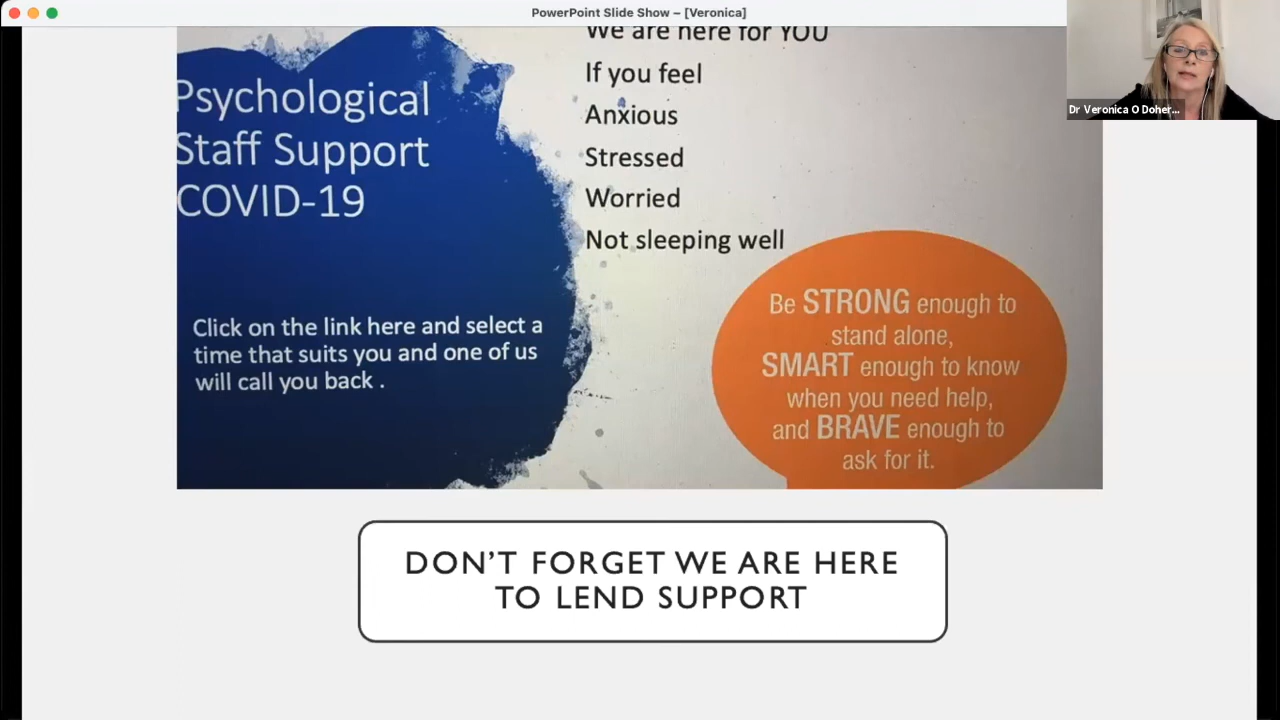 PowerPoint Slide Show – [Veronica]
Dr Veronica O Doher...
We are here for YOU
If you feel
Anxious
Stressed
Worried
Not sleeping well
Psychological
Staff Support
COVID-19
Click on the link here and select a
time that suits you and one of us
will call you back .
Be STRONG enough to
stand alone,
SMART enough to know
when you need help,
and BRAVE enough to
ask for it.
DON’T FORGET WE ARE HERE
TO LEND SUPPORT